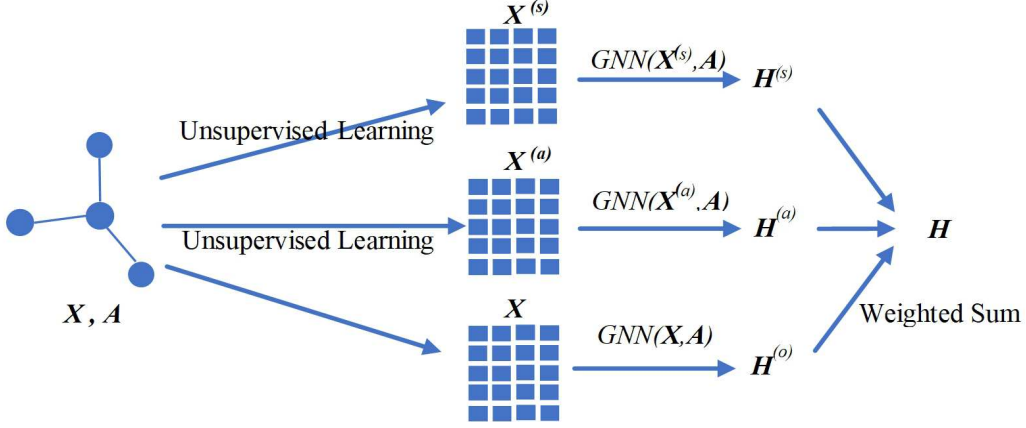 X(s)
GNN(X(s),A)
H(s)
Unsupervised Learning
X(a)
GNN(X(a),A)
H(a)
H
Unsupervised Learning
X , A
X
GNN(X,A)
H(o)
Weighted Sum